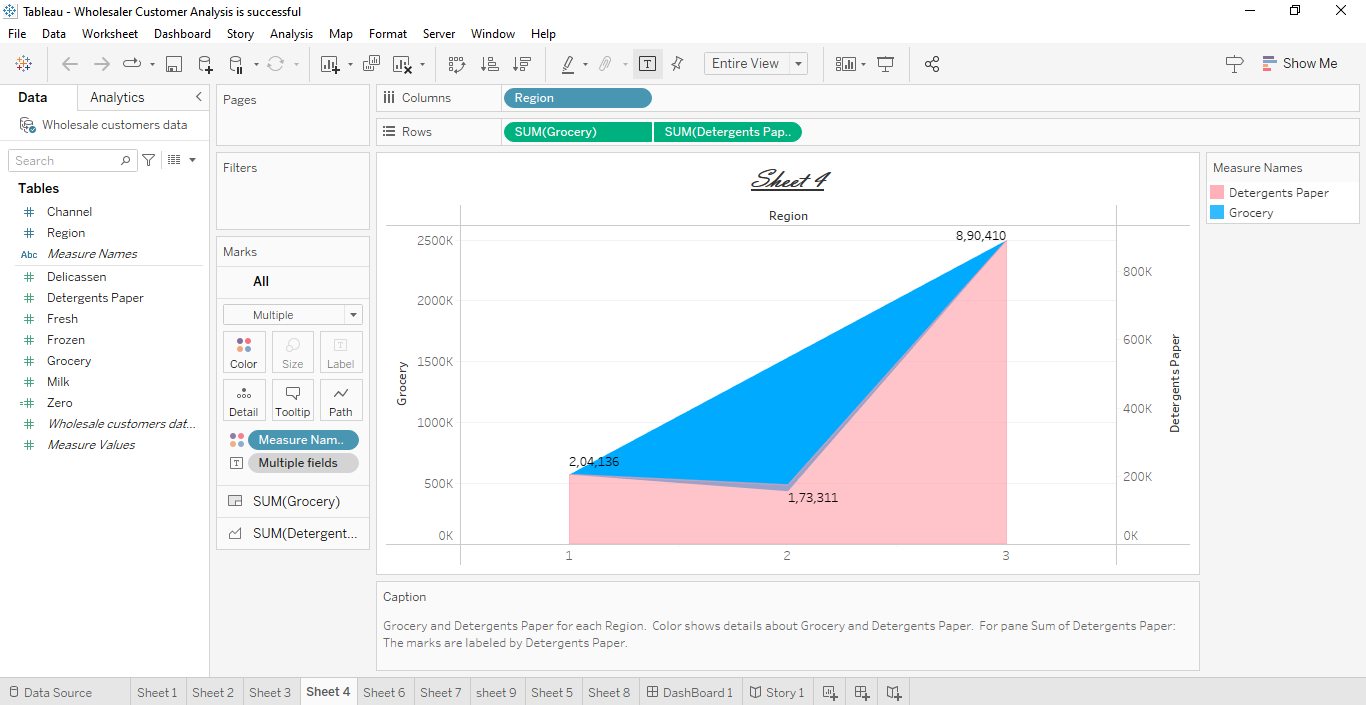 Tableau - Wholesaler Customer Analysis is successful
File Data Worksheet Dashboard Story Analysis Map Format Server Window Help
Entire View
Show Me
Data Analytics
Wholesale customers data
Search
Tables
Channel
Region
Abc Measure Names
Delicassen
Detergents Paper
Fresh
Frozen
Grocery
Milk
Zero
Wholesale customers dat...
Measure Values
Pages
Filters
Marks
All
Multiple
Color Size Label
Detail Tooltip Path
Measure Nam..
Multiple fields
SUM(Grocery)
SUM(Detergent...
Columns Region
Rows SUM(Grocery) SUM(Detergents Pap..
Sheet 4
Region
Grocery
2500K
2000K
1500K
1000K
500K
0K
8,90,410
2,04,136
1,73,311
1 2 3
800K
600K
400K
200K
0K
Detergents Paper
Caption
Grocery and Detergents Paper for each Region. Color shows details about Grocery and Detergents Paper. For pane Sum of Detergents Paper:
The marks are labeled by Detergents Paper.
Measure Names
Detergents Paper
Grocery
Data Source Sheet 1 Sheet 2 Sheet 3 Sheet 4 Sheet 6 Sheet 7 sheet 9 Sheet 5 Sheet 8 DashBoard 1 Story 1